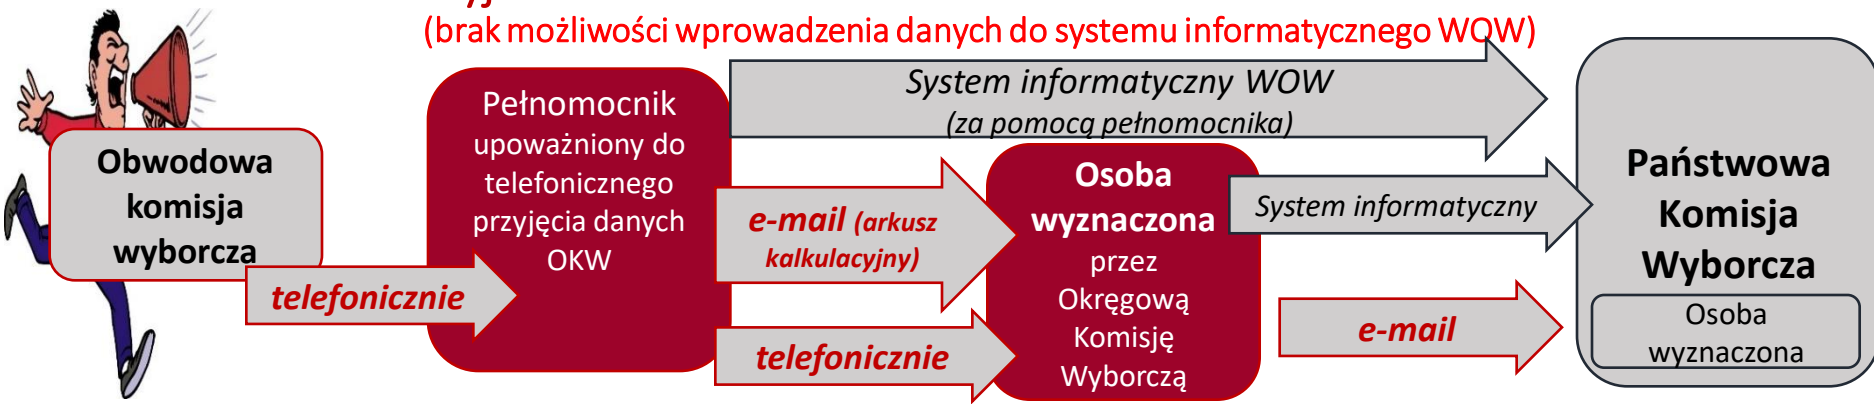 (brak możliwości wprowadzenia danych do systemu informatycznego WOW)
Obwodowa
komisja
wyborcza
telefonicznie
Pełnomocnik
upoważniony do
telefonicznego
przyjęcia danych
OKW
System informatyczny WOW
(za pomocą pełnomocnika)
e-mail (arkusz
kalkulacyjny)
telefonicznie
Osoba
wyznaczona
przez
Okręgową
Komisję
Wyborczą
System informatyczny
e-mail
Państwowa
Komisja
Wyborcza
Osoba
wyznaczona